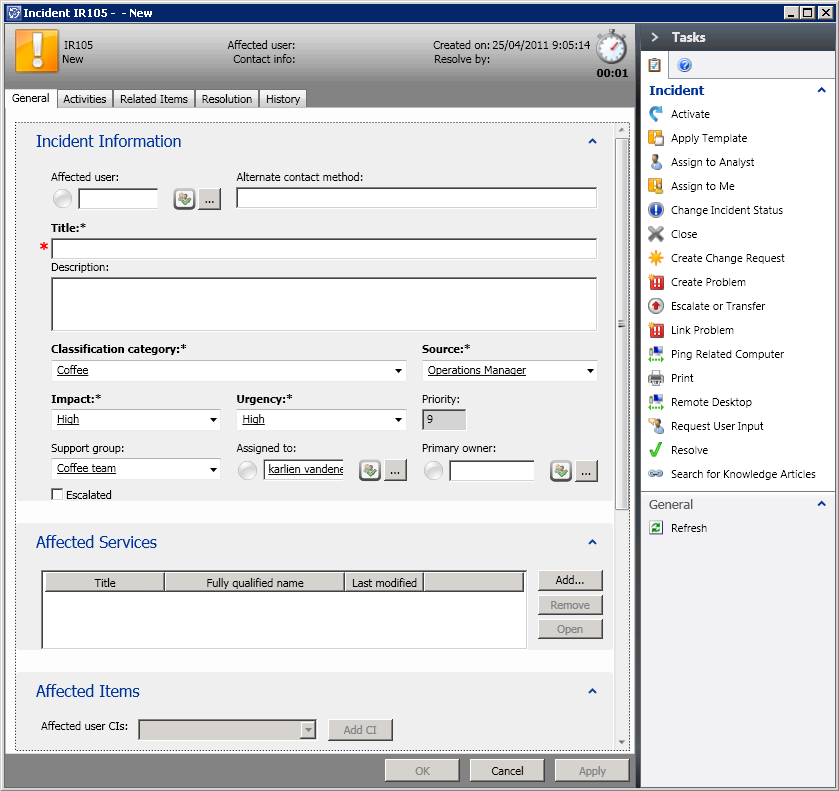 Incident IR105 - - New
IR105
New
Affected user:
Contact info:
Created on: 25/04/2011 9:05:14
Resolve by:
00:01
General Activities Related Items Resolution History
Incident Information
Affected user:
Alternate contact method:
...
Title:*
*
Description:
Classification category:*
Source:*
Coffee
Operations Manager
Impact:*
Urgency:*
Priority:
High
High
9
Support group:
Assigned to:
Primary owner:
Coffee team
karlien vandene
...
...
Escalated
Affected Services
Title Fully qualified name Last modified
Add...
Remove
Open
Affected Items
Affected user CIs:
Add CI
OK Cancel Apply
Tasks
Incident
Activate
Apply Template
Assign to Analyst
Assign to Me
Change Incident Status
Close
Create Change Request
Create Problem
Escalate or Transfer
Link Problem
Ping Related Computer
Print
Remote Desktop
Request User Input
Resolve
Search for Knowledge Articles
General
Refresh